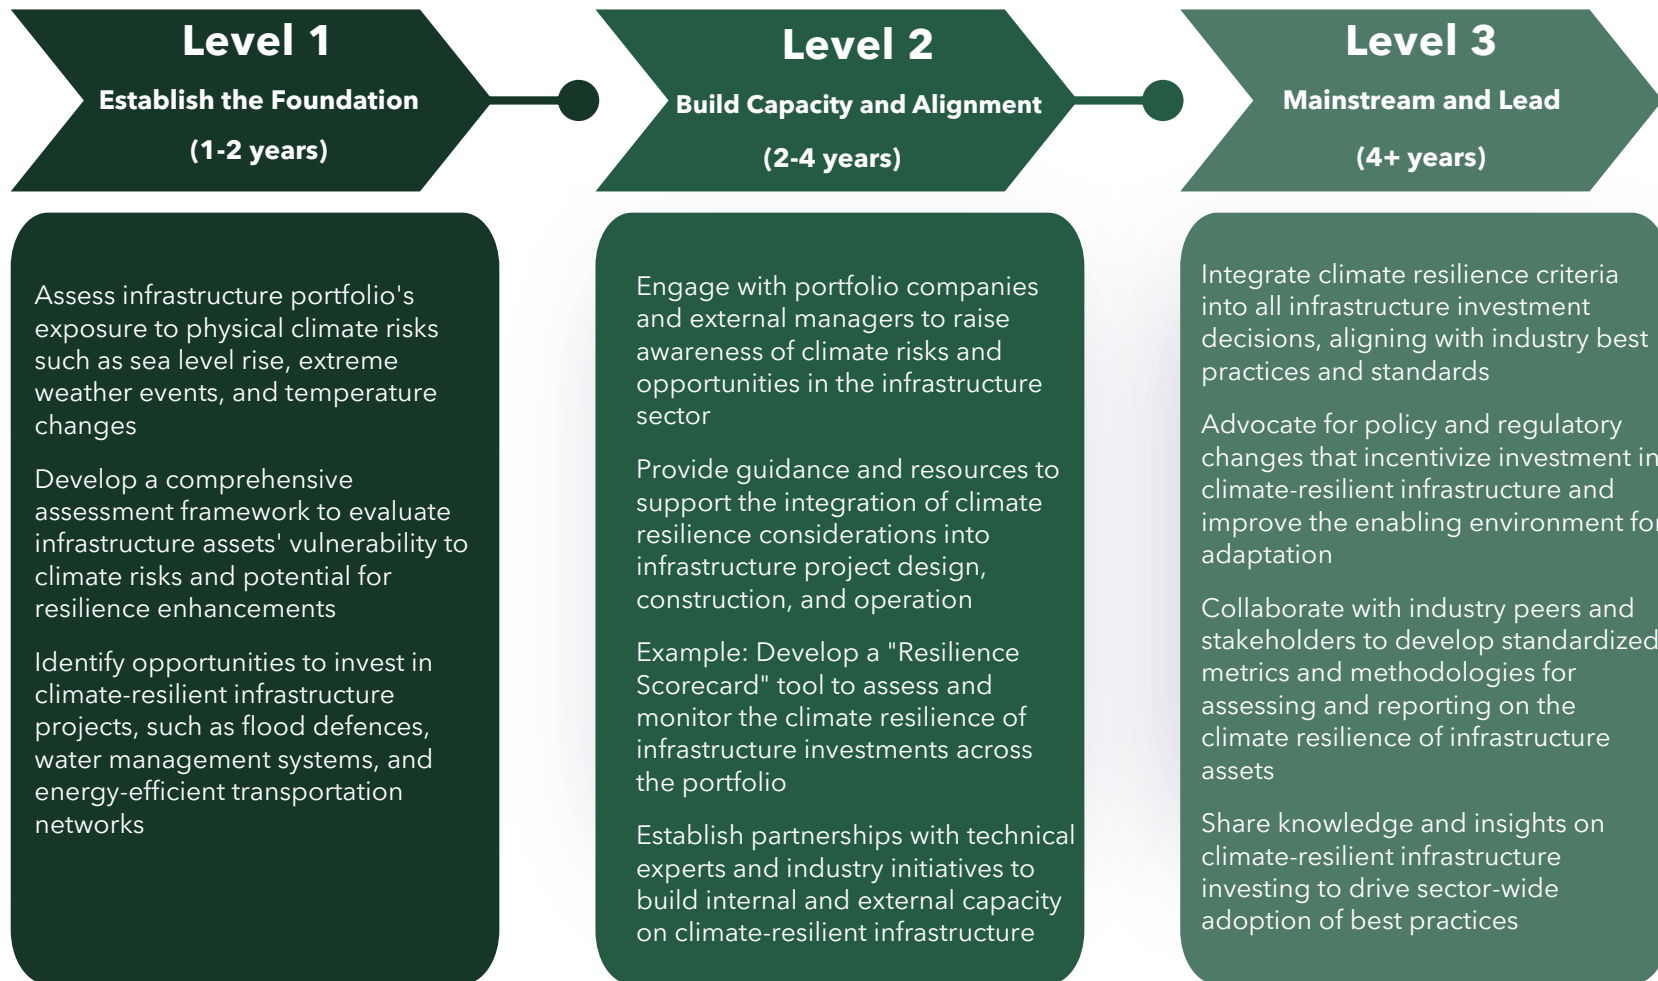 Level 1
Establish the Foundation
(1-2 years)
Assess infrastructure portfolio's
exposure to physical climate risks
such as sea level rise, extreme
weather events, and temperature
changes
Develop a comprehensive
assessment framework to evaluate
infrastructure assets' vulnerability to
climate risks and potential for
resilience enhancements
Identify opportunities to invest in
climate-resilient infrastructure
projects, such as flood defences,
water management systems, and
energy-efficient transportation
networks
Level 2
Build Capacity and Alignment
(2-4 years)
Engage with portfolio companies
and external managers to raise
awareness of climate risks and
opportunities in the infrastructure
sector
Provide guidance and resources to
support the integration of climate
resilience considerations into
infrastructure project design,
construction, and operation
Example: Develop a "Resilience
Scorecard" tool to assess and
monitor the climate resilience of
infrastructure investments across
the portfolio
Establish partnerships with technical
experts and industry initiatives to
build internal and external capacity
on climate-resilient infrastructure
Level 3
Mainstream and Lead
(4+ years)
Integrate climate resilience criteria
into all infrastructure investment
decisions, aligning with industry best
practices and standards
Advocate for policy and regulatory
changes that incentivize investment in
climate-resilient infrastructure and
improve the enabling environment for
adaptation
Collaborate with industry peers and
stakeholders to develop standardized
metrics and methodologies for
assessing and reporting on the
climate resilience of infrastructure
assets
Share knowledge and insights on
climate-resilient infrastructure
investing to drive sector-wide
adoption of best practices